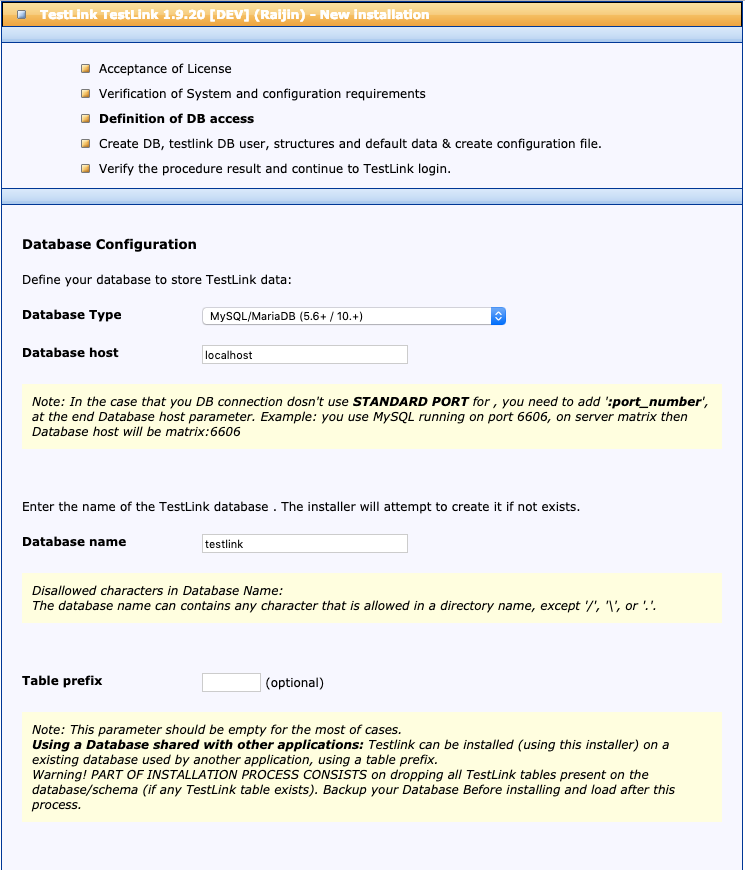 TestLink TestLink 1.9.20 [DEV] (Raijin) - New installation
Acceptance of License
Verification of System and configuration requirements
Definition of DB access
Create DB, testlink DB user, structures and default data & create configuration file.
Verify the procedure result and continue to TestLink login.
Database Configuration
Define your database to store TestLink data:
Database Type MySQL/MariaDB (5.6+ / 10.+)
Database host localhost
Note: In the case that you DB connection dosn't use STANDARD PORT for , you need to add ':port_number',
at the end Database host parameter. Example: you use MySQL running on port 6606, on server matrix then
Database host will be matrix:6606
Enter the name of the TestLink database . The installer will attempt to create it if not exists.
Database name testlink
Disallowed characters in Database Name:
The database name can contains any character that is allowed in a directory name, except '/', '\', or '.'.
Table prefix (optional)
Note: This parameter should be empty for the most of cases.
Using a Database shared with other applications: Testlink can be installed (using this installer) on a
existing database used by another application, using a table prefix.
Warning! PART OF INSTALLATION PROCESS CONSISTS on dropping all TestLink tables present on the
database/schema (if any TestLink table exists). Backup your Database Before installing and load after this
process.